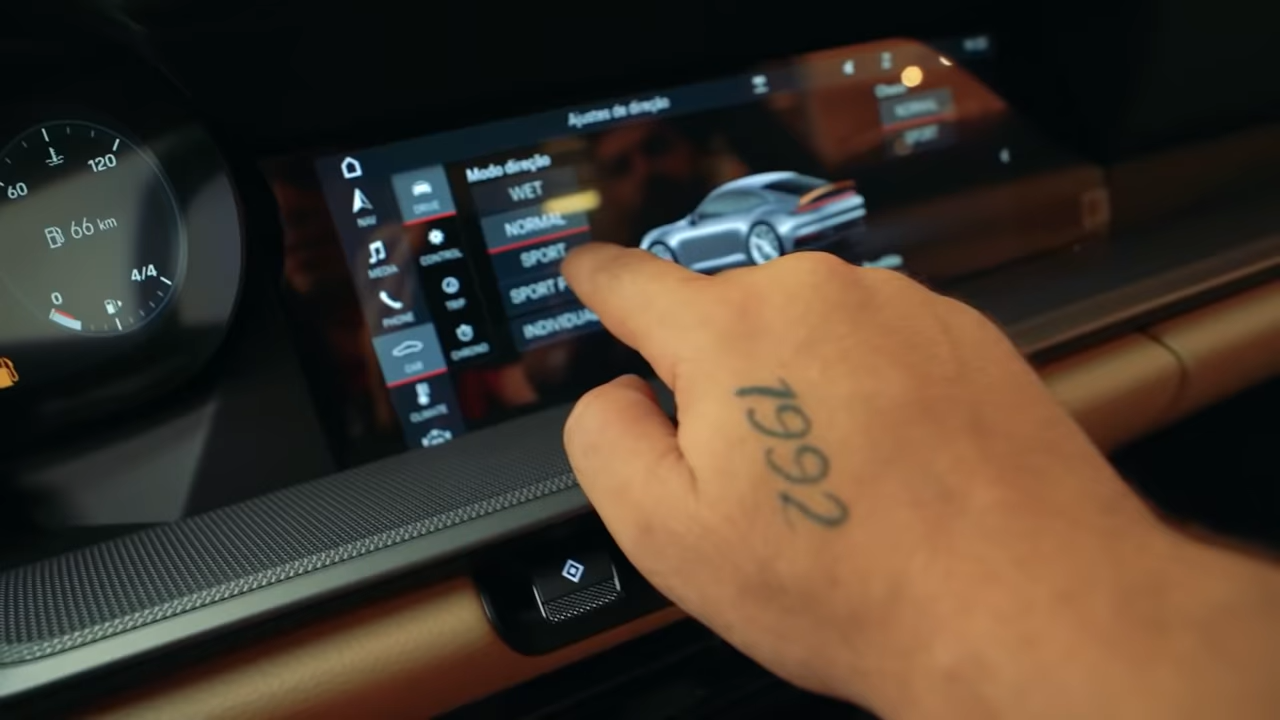 120
60
66 km
4/4
0
Ajustes de direção
NAV
MEDIA
PHONE
CAR
CLIMATE
DRIVE
CONTROL
TRIP
CHRONO
Modo direção
WET
NORMAL
SPORT
SPORT
INDIVIDUAL
NORMAL
SPORT
1992